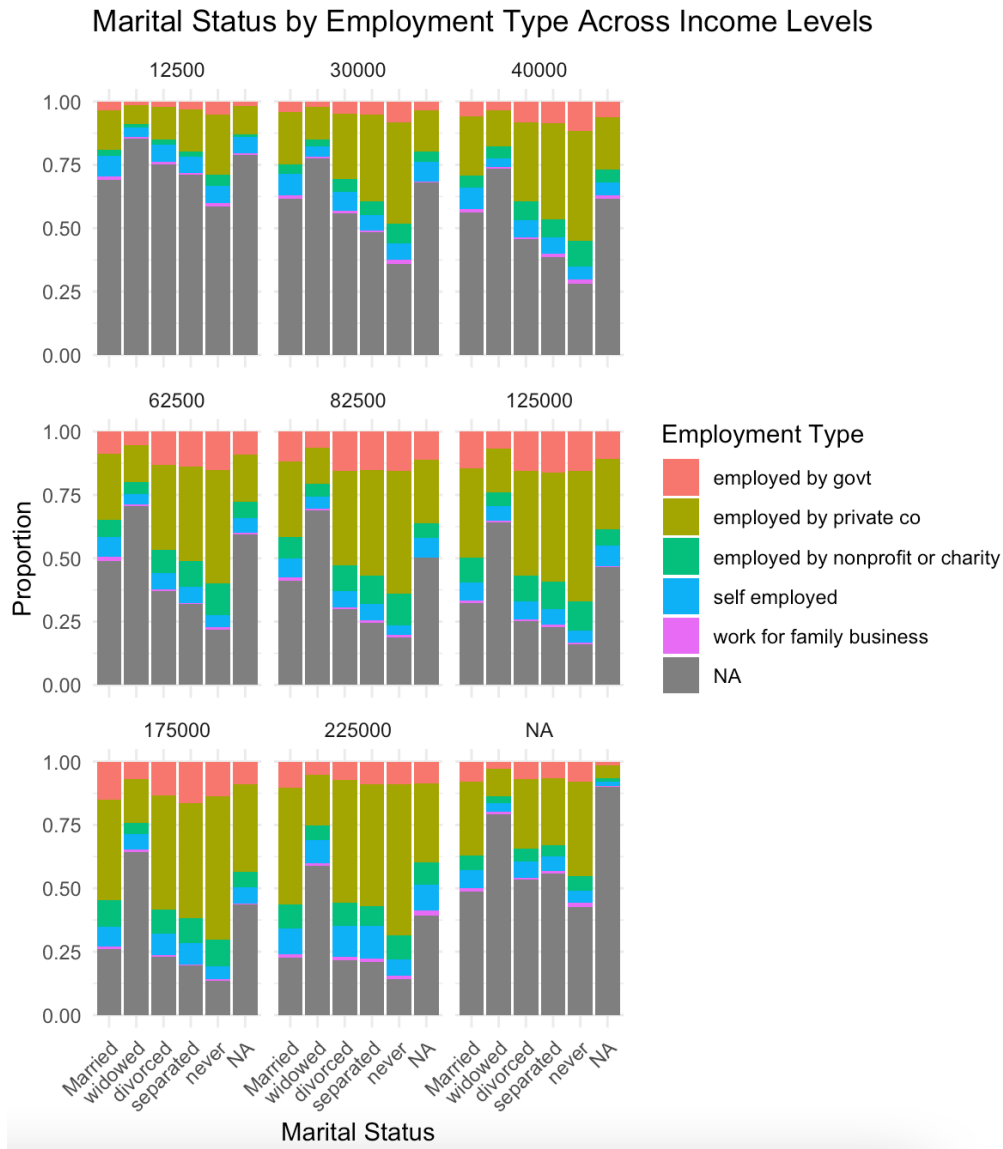 Marital Status by Employment Type Across Income Levels
12500 30000 40000
1.00
0.75
0.50
0.25
0.00
62500 82500 125000
1.00
0.75
0.50
0.25
0.00
175000 225000 NA
1.00
0.75
0.50
0.25
0.00
Proportion
Married widowed divorced separated never NA Married widowed divorced separated never NA Married widowed divorced separated never NA
Marital Status
Employment Type
employed by govt
employed by private co
employed by nonprofit or charity
self employed
work for family business
NA